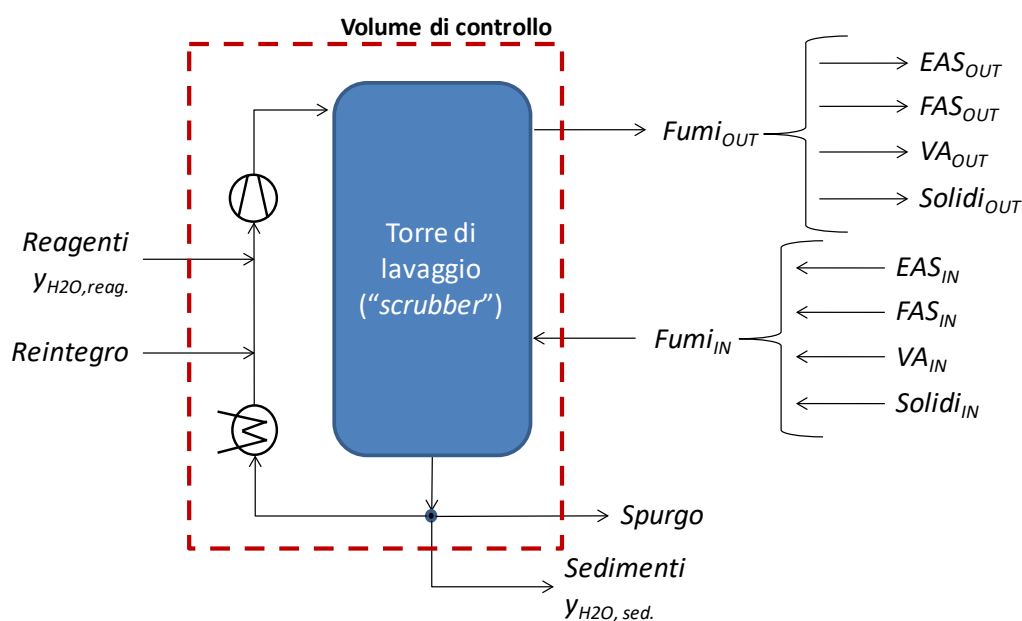 Volume di controllo
EAS_OUT
FAS_OUT
Fumi_OUT
VA_OUT
Solidi_OUT
Reagenti
y_H2O,reag.
Torre di
lavaggio
("scrubber")
EAS_IN
FAS_IN
Reintegro
Fumi_IN
VA_IN
Solidi_IN
Spurgo
Sedimenti
y_H2O, sed.